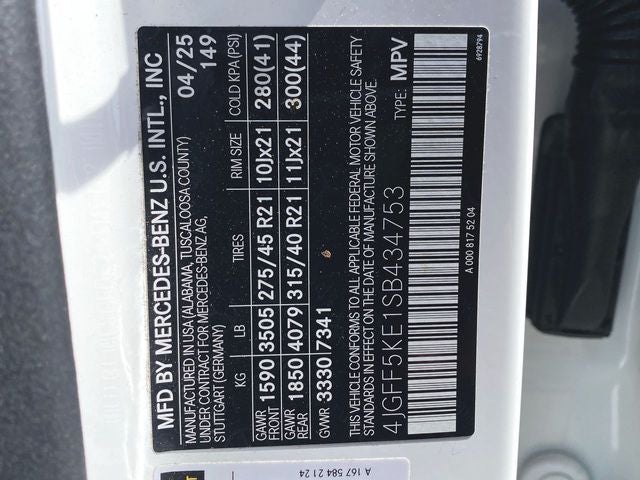 MFD BY MERCEDES-BENZ U.S. INTL., INC
MANUFACTURED IN USA (ALABAMA, TUSCALOOSA COUNTY) 04/25
FOR MERCEDES-BENZ AG, 149
STUTTGART (GERMANY)
KG LB TIRES RIM SIZE COLD KPA (PSI)
GAWR FRONT 1590 3505 275/45 R21 10Jx21 280(41)
GAWR REAR 1850 4079 315/40 R21 11Jx21 300(44)
GVWR 3330 7341
THIS VEHICLE CONFORMS TO ALL APPLICABLE FEDERAL MOTOR VEHICLE SAFETY
STANDARDS IN EFFECT ON THE DATE OF MANUFACTURE SHOWN ABOVE.
4JGFF5KE1SB434753 TYPE: MPV
A 000 817 52 04
6928794
A 167 584 21 24